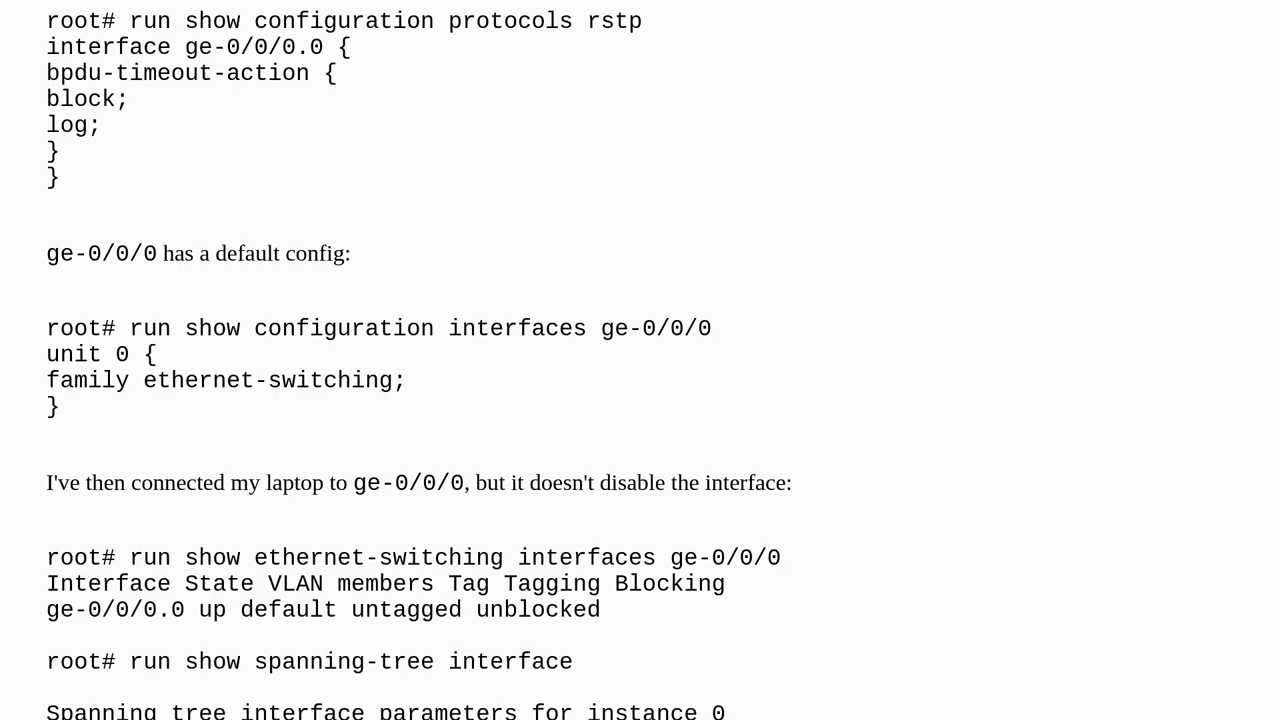 root# run show configuration protocols rstp
interface ge-0/0/0.0 {
bpdu-timeout-action {
block;
log;
}
}
ge-0/0/0 has a default config:
root# run show configuration interfaces ge-0/0/0
unit 0 {
family ethernet-switching;
}
I've then connected my laptop to ge-0/0/0, but it doesn't disable the interface:
root# run show ethernet-switching interfaces ge-0/0/0
Interface State VLAN members Tag Tagging Blocking
ge-0/0/0.0 up default untagged unblocked
root# run show spanning-tree interface
Spanning tree interface parameters for instance 0